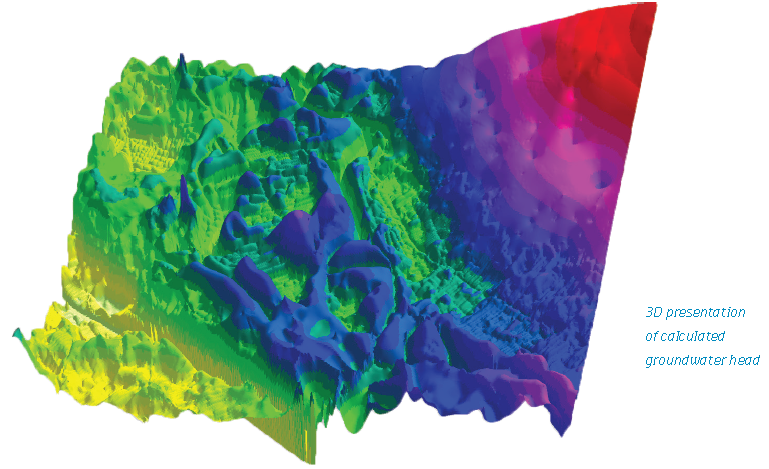 3D presentation
of calculated
groundwater head